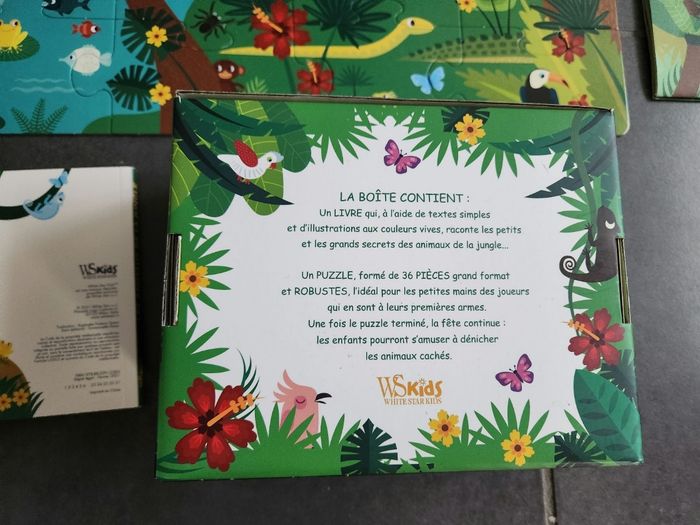 LA BOÎTE CONTIENT :
Un LIVRE qui, à l'aide de textes simples
et d'illustrations aux couleurs vives, raconte les petits
et les grands secrets des animaux de la jungle...
Un PUZZLE, formé de 36 PIÈCES grand format
et ROBUSTES, l'idéal pour les petites mains des joueurs
qui en sont à leurs premières armes.
Une fois le puzzle terminé, la fête continue :
les enfants pourront s'amuser à dénicher
les animaux cachés.
WSKids
WHITE STAR KIDS
WSKids
WHITE STAR KIDS